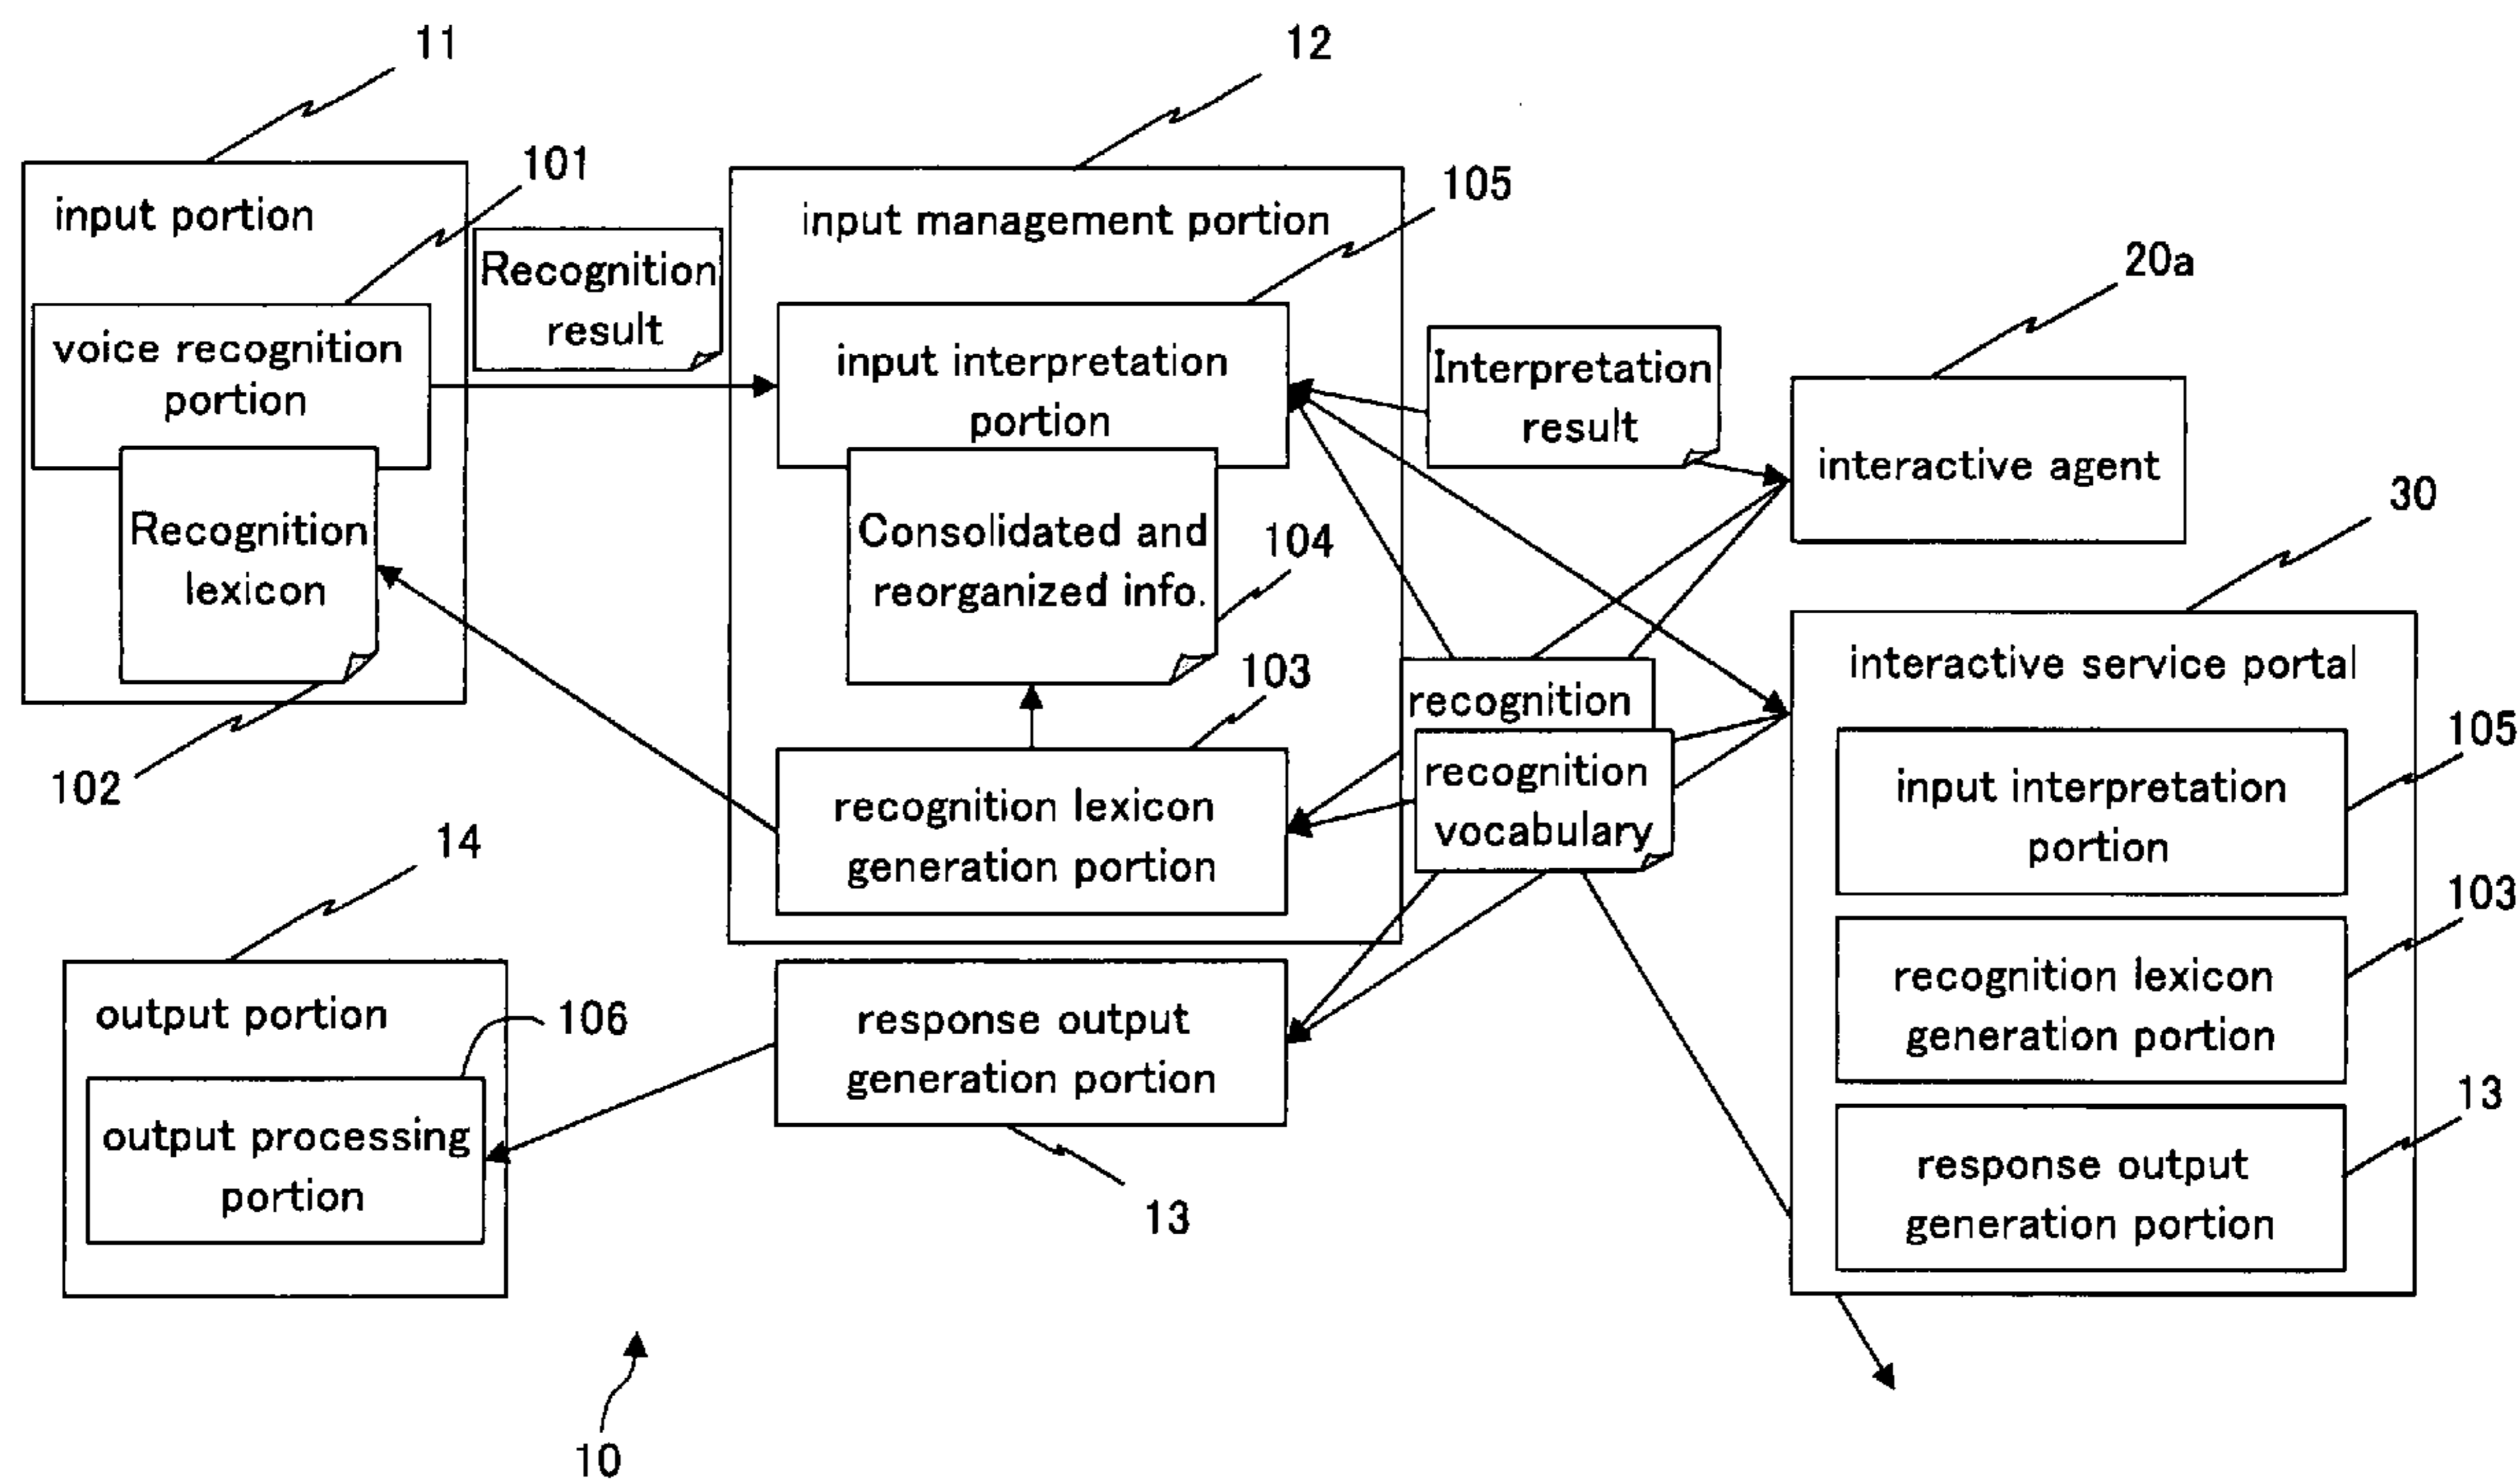 11
12
101
105
input portion
input management portion
Recognition
result
20a
voice recognition
portion
input interpretation
portion
Interpretation
result
interactive agent
30
Recognition
lexicon
Consolidated and
reorganized info.
104
interactive service portal
103
recognition
105
102
recognition
vocabulary
input interpretation
portion
14
recognition lexicon
generation portion
103
output portion
106
response output
generation portion
recognition lexicon
generation portion
13
output processing
portion
response output
generation portion
13
10